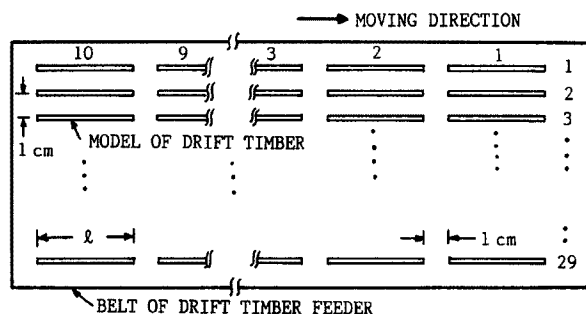 MOVING DIRECTION
10 9 3 2 1
1
2
3
1 cm
MODEL OF DRIFT TIMBER
ℓ
1 cm
29
BELT OF DRIFT TIMBER FEEDER